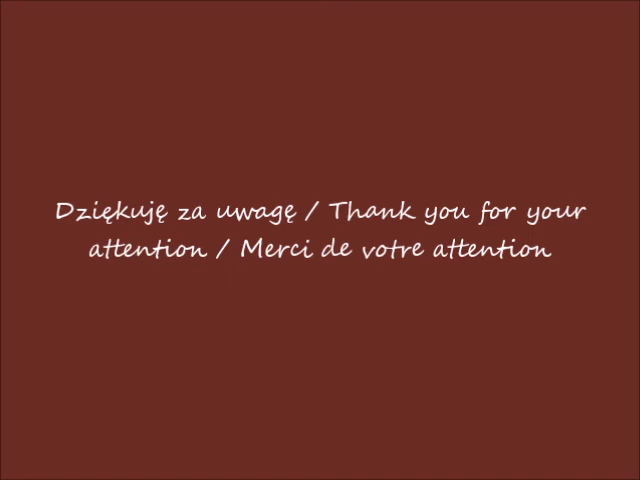 Dziękuję za uwagę / Thank you for your
attention / Merci de votre attention